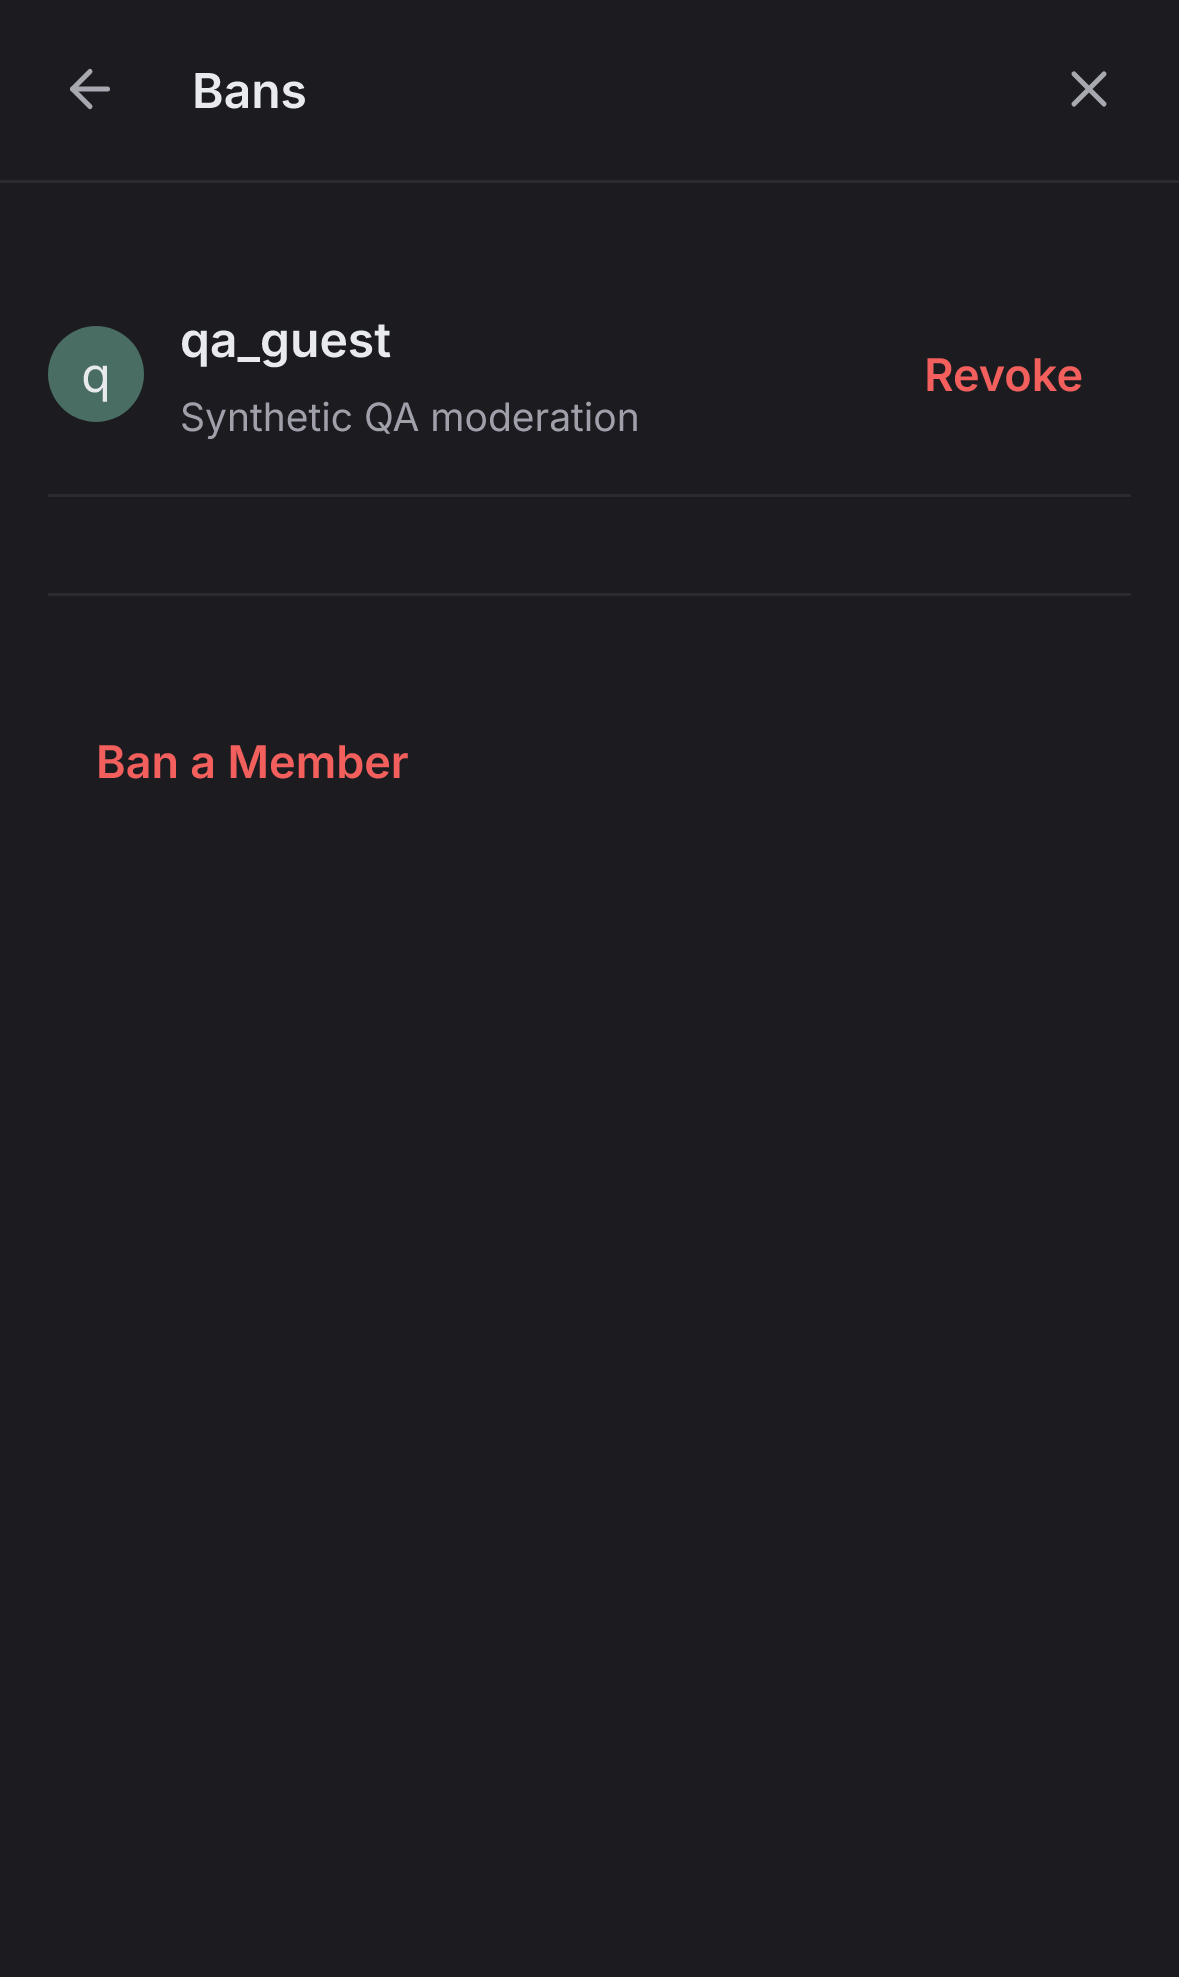 Bans
q
qa_guest
Synthetic QA moderation
Revoke
Ban a Member